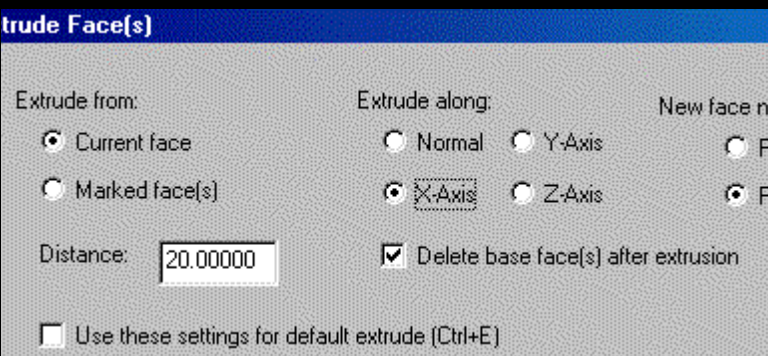 trude Face(s)
Extrude from: Extrude along: New face n
Current face Normal Y-Axis
Marked face(s) X-Axis Z-Axis
Distance: 20.00000 Delete base face(s) after extrusion
Use these settings for default extrude (Ctrl+E)